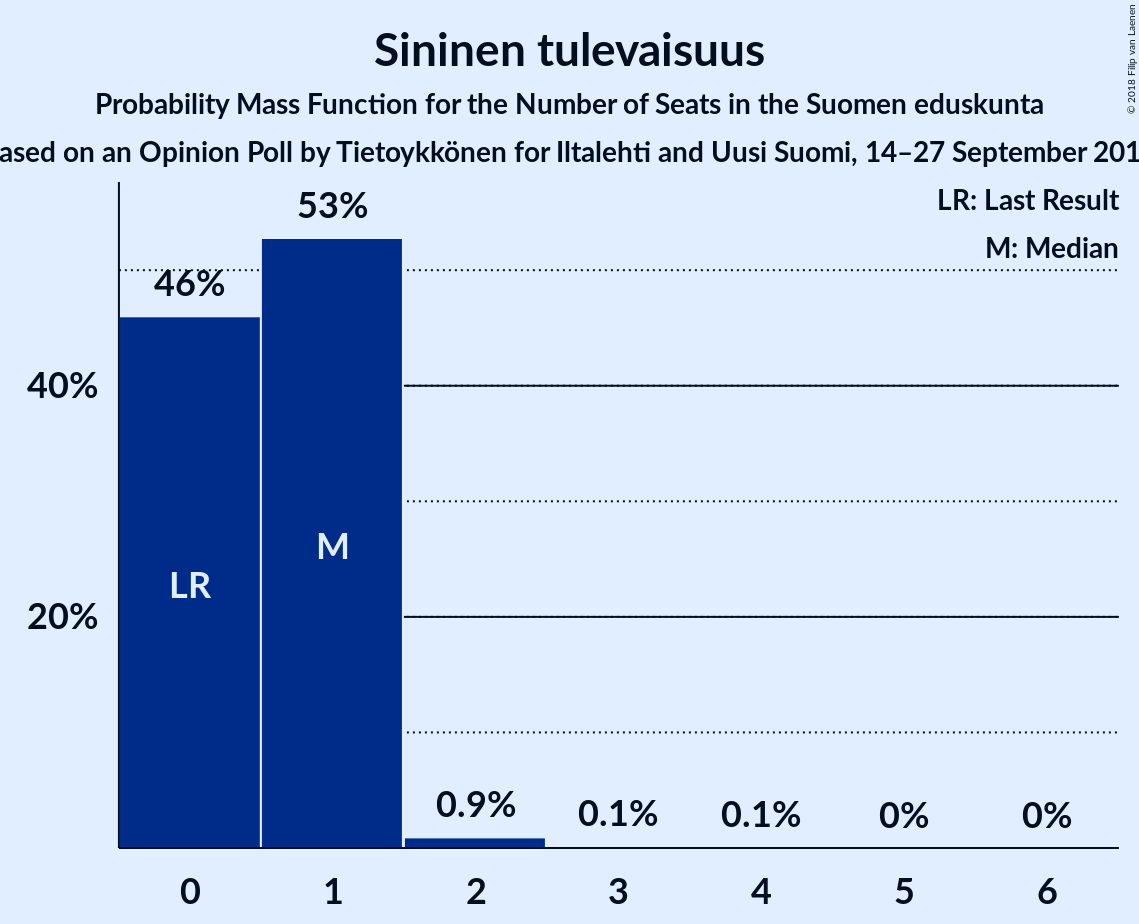 Sininen tulevaisuus
Probability Mass Function for the Number of Seats in the Suomen eduskunta
ased on an Opinion Poll by Tietoykkönen for Iltalehti and Uusi Suomi, 14–27 September 201
© 2018 Filip van Laenen
LR: Last Result
M: Median
53%
46%
40%
20%
LR
M
0.9%
0.1%
0.1%
0%
0%
0
1
2
3
4
5
6